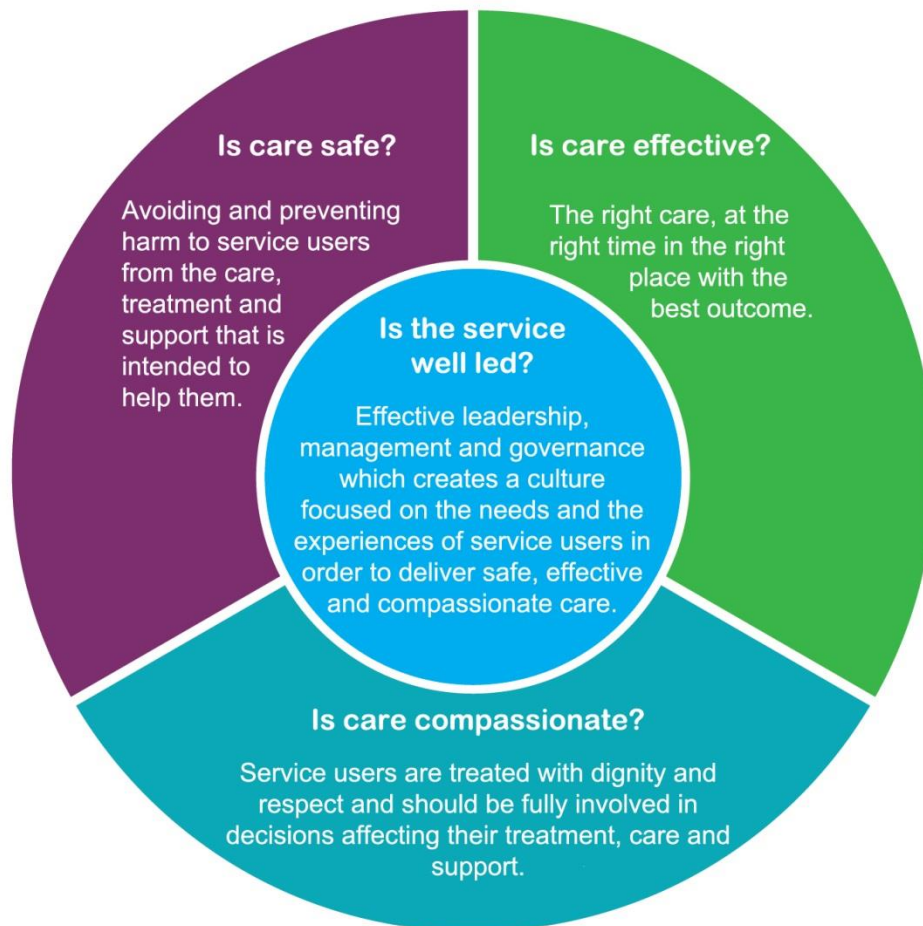 Is care safe?
Avoiding and preventing
harm to service users
from the care,
treatment and
support that is
intended to
help them.
Is care effective?
The right care, at the
right time in the right
place with the
best outcome.
Is the service
well led?
Effective leadership,
management and governance
which creates a culture
focused on the needs and the
experiences of service users in
order to deliver safe, effective
and compassionate care.
Is care compassionate?
Service users are treated with dignity and
respect and should be fully involved in
decisions affecting their treatment, care and
support.